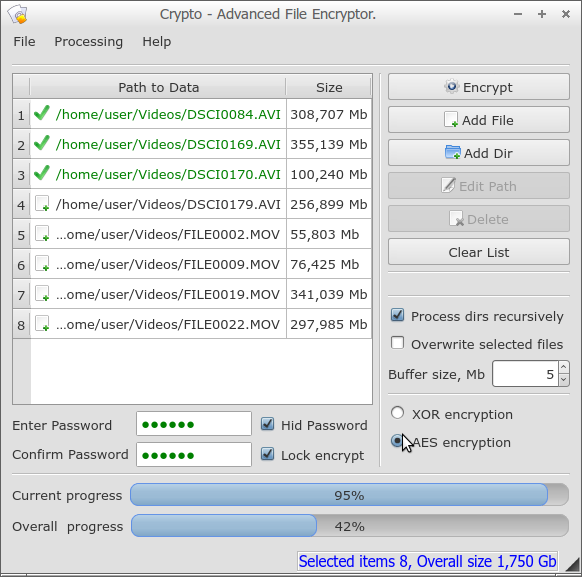 Crypto - Advanced File Encryptor.
File Processing Help
Path to Data Size
1 /home/user/Videos/DSCI0084.AVI 308,707 Mb
2 /home/user/Videos/DSCI0169.AVI 355,139 Mb
3 /home/user/Videos/DSCI0170.AVI 100,240 Mb
4 /home/user/Videos/DSCI0179.AVI 256,899 Mb
5 ...ome/user/Videos/FILE0002.MOV 55,803 Mb
6 ...ome/user/Videos/FILE0009.MOV 76,425 Mb
7 ...ome/user/Videos/FILE0019.MOV 341,039 Mb
8 ...ome/user/Videos/FILE0022.MOV 297,985 Mb
Encrypt
Add File
Add Dir
Edit Path
Delete
Clear List
Process dirs recursively
Overwrite selected files
Buffer size, Mb 5
XOR encryption
AES encryption
Enter Password ●●●●●● Hid Password
Confirm Password ●●●●●● Lock encrypt
Current progress 95%
Overall progress 42%
Selected items 8, Overall size 1,750 Gb